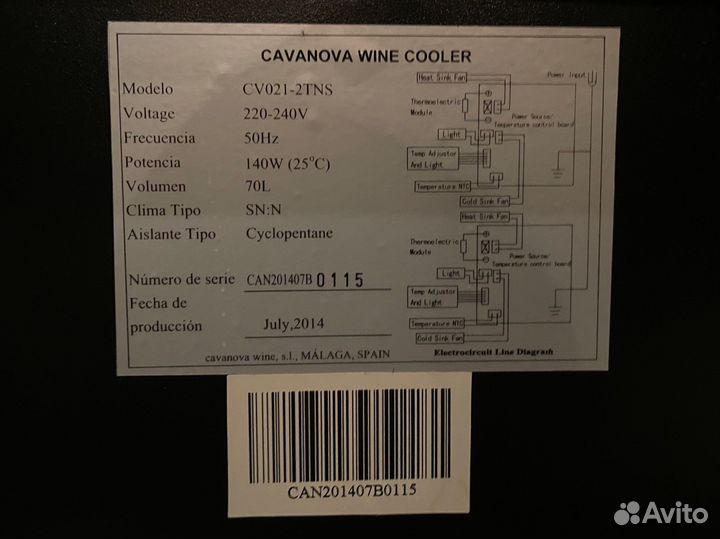 CAVANOVA WINE COOLER
Modelo CV021-2TNS
Voltage 220-240V
Frecuencia 50Hz
Potencia 140W (25°C)
Volumen 70L
Clima Tipo SN:N
Aislante Tipo Cyclopentane
Número de serie CAN201407B 0115
Fecha de
producción July,2014
cavanova wine, s.l., MÁLAGA, SPAIN
Heat Sink Fan
Power Input
Thermoelectric
Module
Power Source/
Temperature control board
Light
Temp Adjustor
And Light
Temperature NTC
Cold Sink Fan
Heat Sink Fan
Thermoelectric
Module
Power Source/
Temperature control board
Light
Temp Adjustor
And Light
Temperature NTC
Cold Sink Fan
Electrocircuit Line Diagrash
CAN201407B0115
Avito